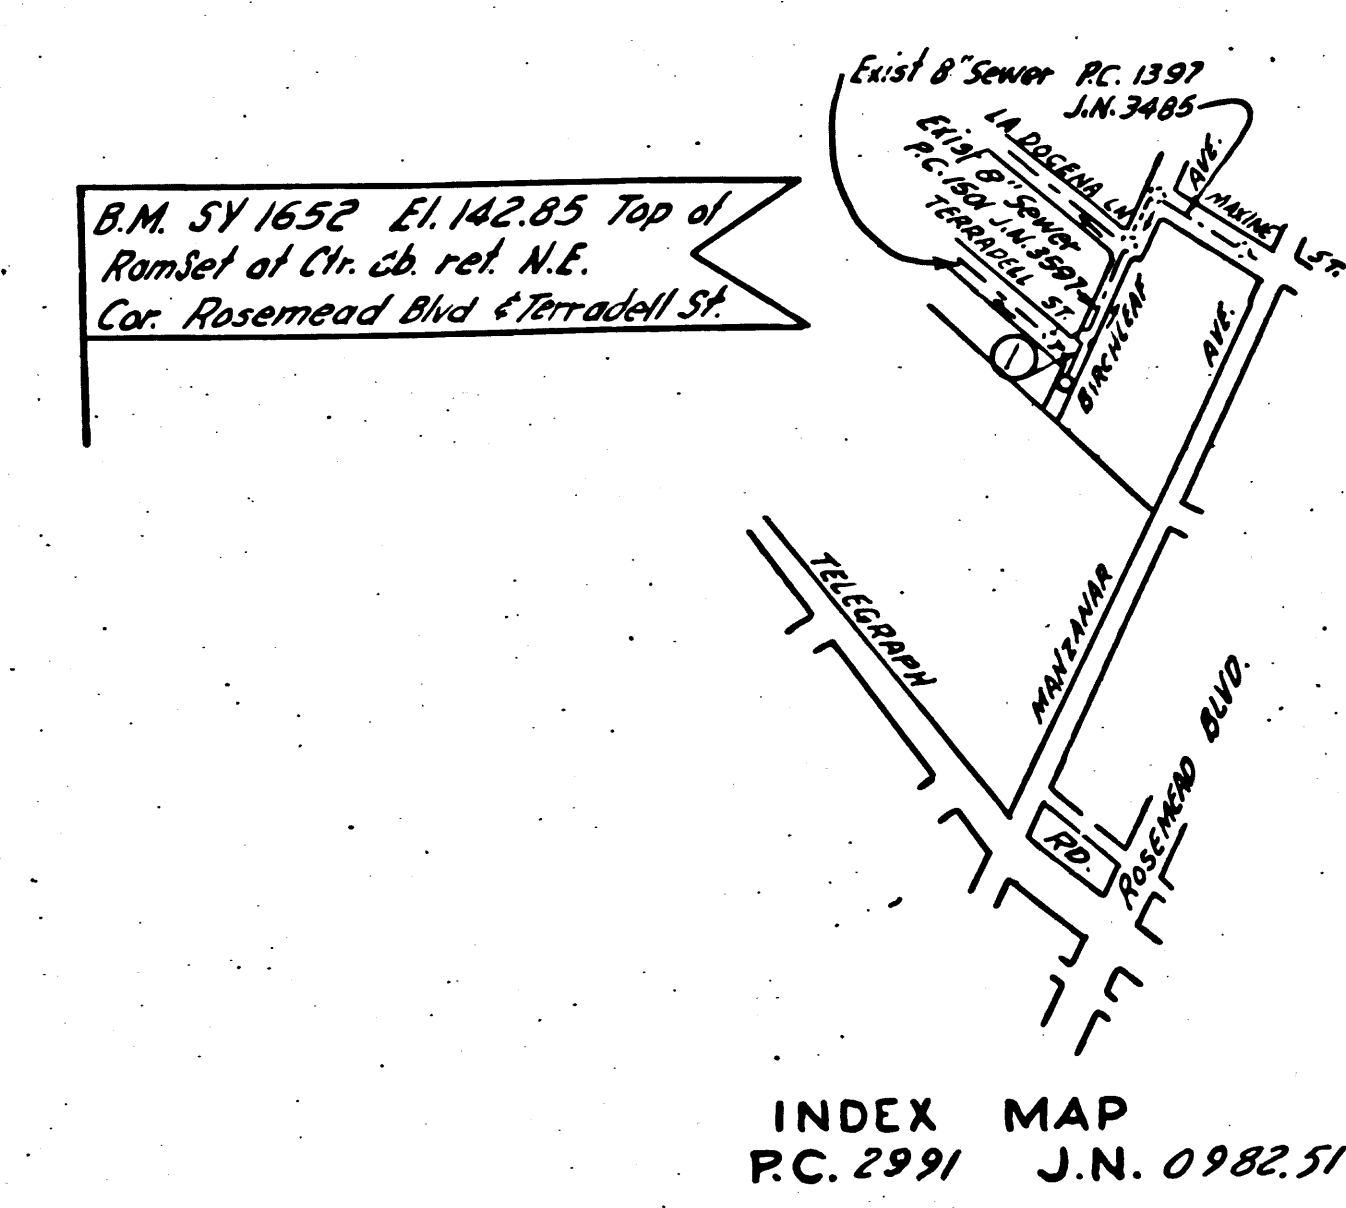 Exist 8" Sewer P.C. 1397
J.N. 3485
LA DOCENA LN
Exist 8" Sewer
P.C. 1501 J.N. 3597
TERRADELL ST.
AVE.
MAXINE
ST.
B.M. SY 1652 El. 142.85 Top of
RamSet at Ctr. cb. ret. N.E.
Cor. Rosemead Blvd & Terradell St.
1
BIRCHLEAF
AVE.
TELEGRAPH
MANZANAR
ROSEMEAD BLVD.
RD.
INDEX MAP
P.C. 2991 J.N. 0982.51